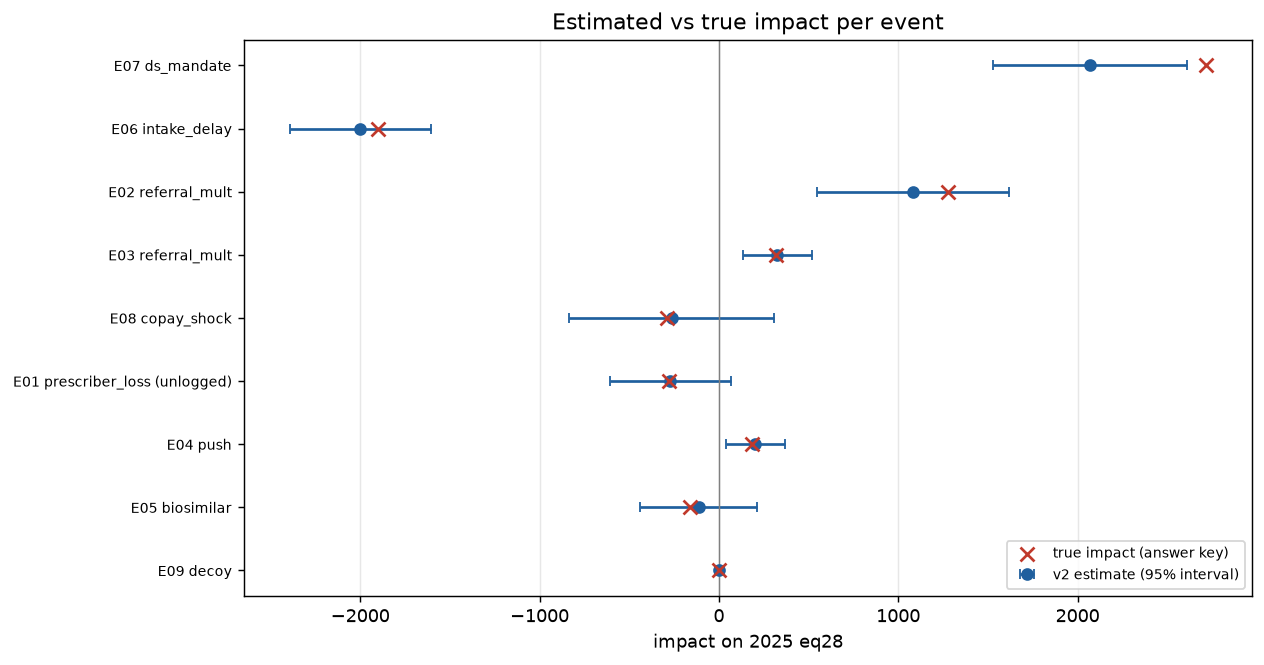 Estimated vs true impact per event
E07 ds_mandate
E06 intake_delay
E02 referral_mult
E03 referral_mult
E08 copay_shock
E01 prescriber_loss (unlogged)
E04 push
E05 biosimilar
E09 decoy
true impact (answer key)
v2 estimate (95% interval)
−2000 −1000 0 1000 2000
impact on 2025 eq28